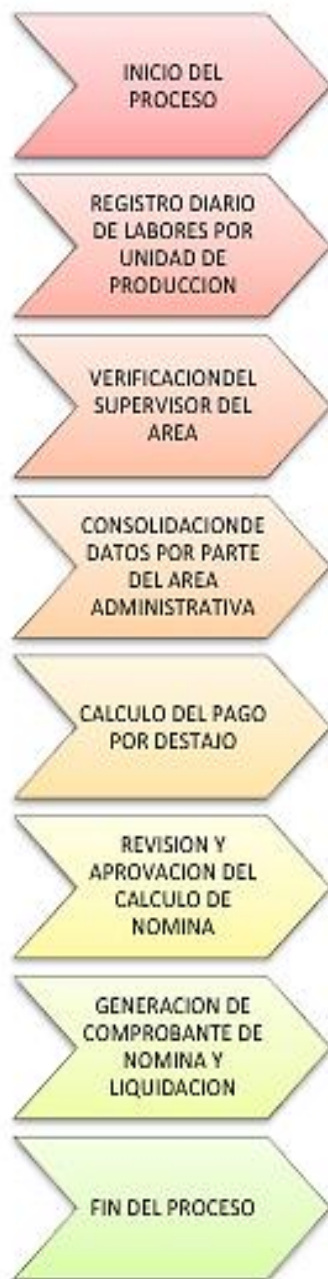 INICIO DEL
PROCESO
REGISTRO DIARIO
DE LABORES POR
UNIDAD DE
PRODUCCION
VERIFICACIONDEL
SUPERVISOR DEL
AREA
CONSOLIDACIONDE
DATOS POR PARTE
DEL AREA
ADMINISTRATIVA
CALCULO DEL PAGO
POR DESTAJO
REVISION Y
APROVACION DEL
CALCULO DE
NOMINA
GENERACION DE
COMPROBANTE DE
NOMINA Y
LIQUIDACION
FIN DEL PROCESO